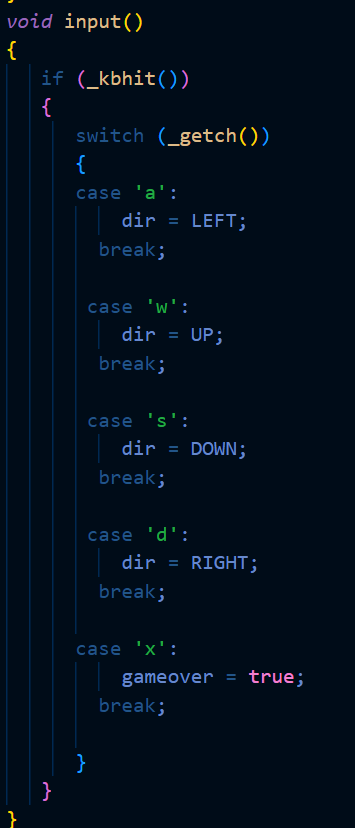 void input()
{
    if (_kbhit())
    {
        switch (_getch())
        {
        case 'a':
            dir = LEFT;
          break;

         case 'w':
            dir = UP;
          break;

         case 's':
            dir = DOWN;
          break;

         case 'd':
            dir = RIGHT;
          break;

        case 'x':
            gameover = true;
          break;

        }
    }
}